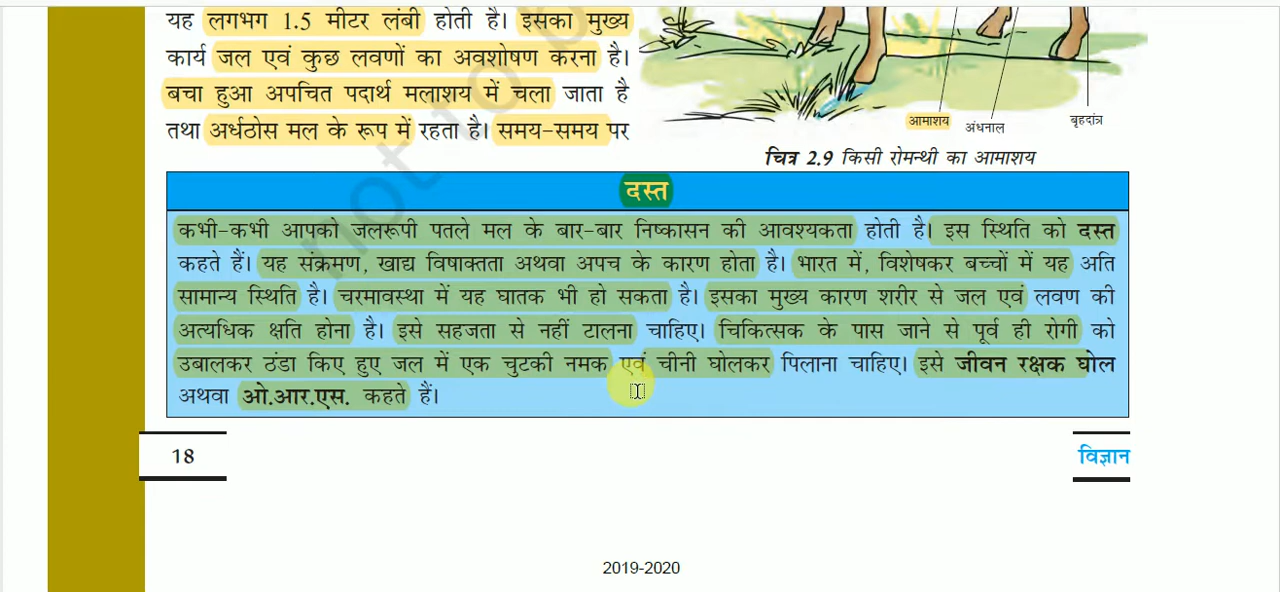 यह लगभग 1.5 मीटर लंबी होती है। इसका मुख्य
कार्य जल एवं कुछ लवणों का अवशोषण करना है।
बचा हुआ अपचित पदार्थ मलाशय में चला जाता है
तथा अर्धठोस मल के रूप में रहता है। समय-समय पर
आमाशय
अंधनाल
बृहदांत्र
चित्र 2.9 किसी रोमन्थी का आमाशय
दस्त
कभी-कभी आपको जलरूपी पतले मल के बार-बार निष्कासन की आवश्यकता होती है। इस स्थिति को दस्त
कहते हैं। यह संक्रमण, खाद्य विषाक्तता अथवा अपच के कारण होता है। भारत में, विशेषकर बच्चों में यह अति
सामान्य स्थिति है। चरमावस्था में यह घातक भी हो सकता है। इसका मुख्य कारण शरीर से जल एवं लवण की
अत्यधिक क्षति होना है। इसे सहजता से नहीं टालना चाहिए। चिकित्सक के पास जाने से पूर्व ही रोगी को
उबालकर ठंडा किए हुए जल में एक चुटकी नमक एवं चीनी घोलकर पिलाना चाहिए। इसे जीवन रक्षक घोल
अथवा ओ.आर.एस. कहते हैं।
not to b
18
विज्ञान
2019-2020